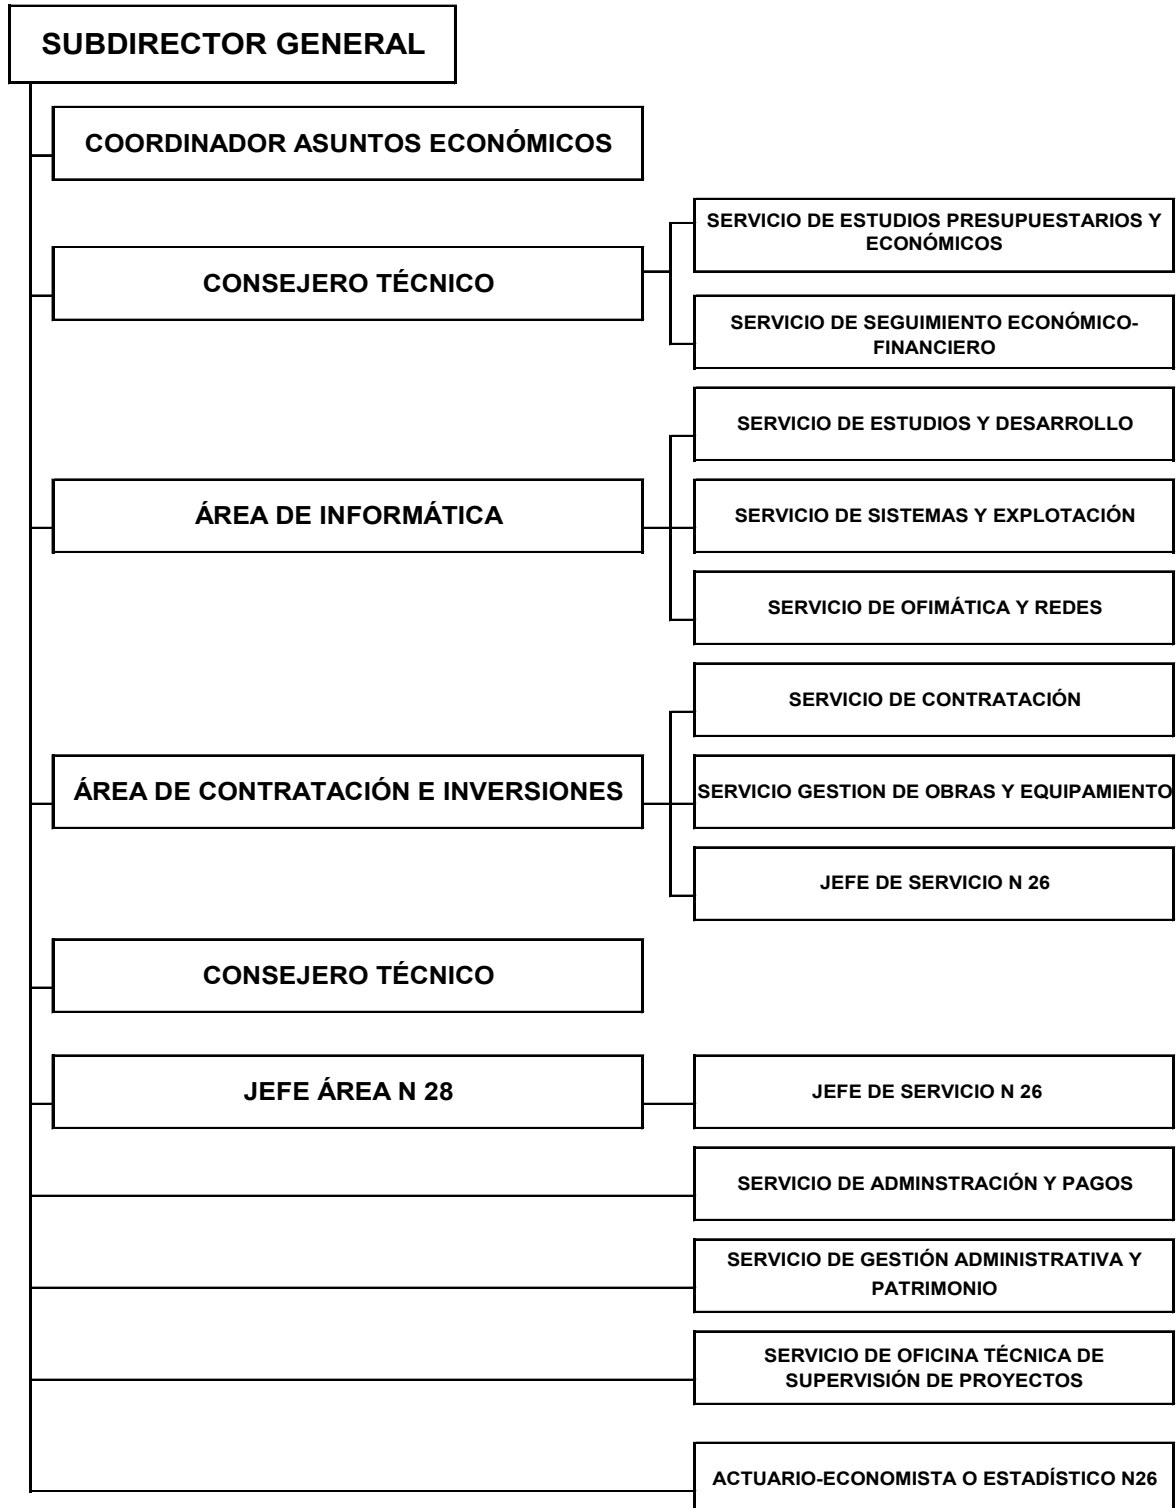 SUBDIRECTOR GENERAL
COORDINADOR ASUNTOS ECONÓMICOS
CONSEJERO TÉCNICO
SERVICIO DE ESTUDIOS PRESUPUESTARIOS Y
ECONÓMICOS
SERVICIO DE SEGUIMIENTO ECONÓMICO-
FINANCIERO
ÁREA DE INFORMÁTICA
SERVICIO DE ESTUDIOS Y DESARROLLO
SERVICIO DE SISTEMAS Y EXPLOTACIÓN
SERVICIO DE OFIMÁTICA Y REDES
ÁREA DE CONTRATACIÓN E INVERSIONES
SERVICIO DE CONTRATACIÓN
SERVICIO GESTION DE OBRAS Y EQUIPAMIENTO
JEFE DE SERVICIO N 26
CONSEJERO TÉCNICO
JEFE ÁREA N 28
JEFE DE SERVICIO N 26
SERVICIO DE ADMINSTRACIÓN Y PAGOS
SERVICIO DE GESTIÓN ADMINISTRATIVA Y
PATRIMONIO
SERVICIO DE OFICINA TÉCNICA DE
SUPERVISIÓN DE PROYECTOS
ACTUARIO-ECONOMISTA O ESTADÍSTICO N26